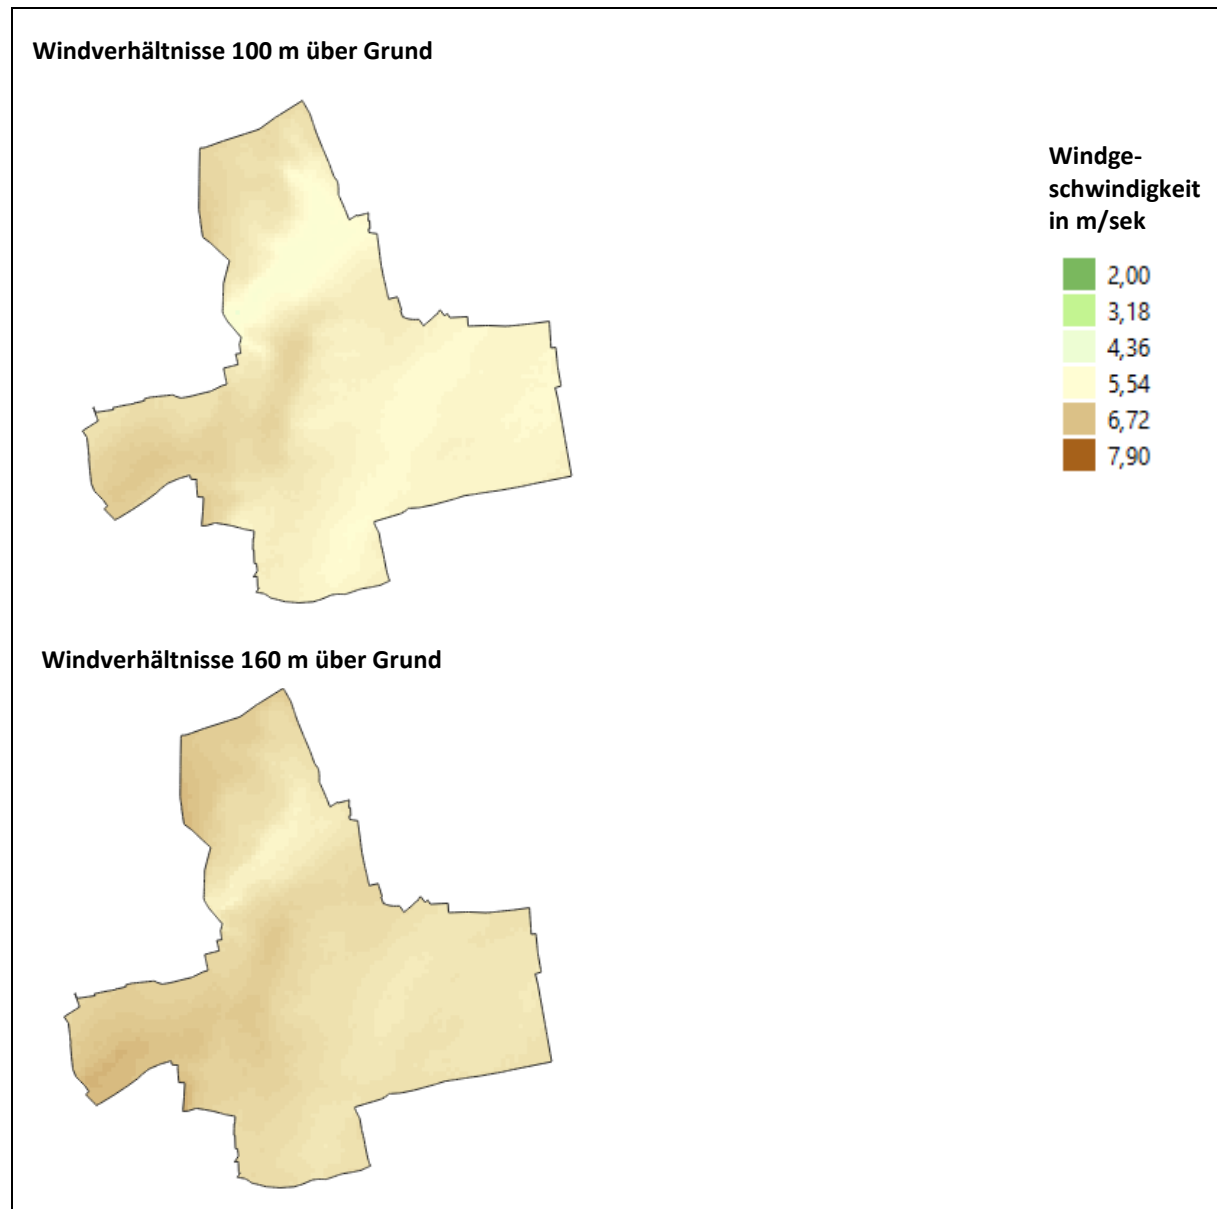 Windverhältnisse 100 m über Grund
Windge-
schwindigkeit
in m/sek
2,00
3,18
4,36
5,54
6,72
7,90
Windverhältnisse 160 m über Grund